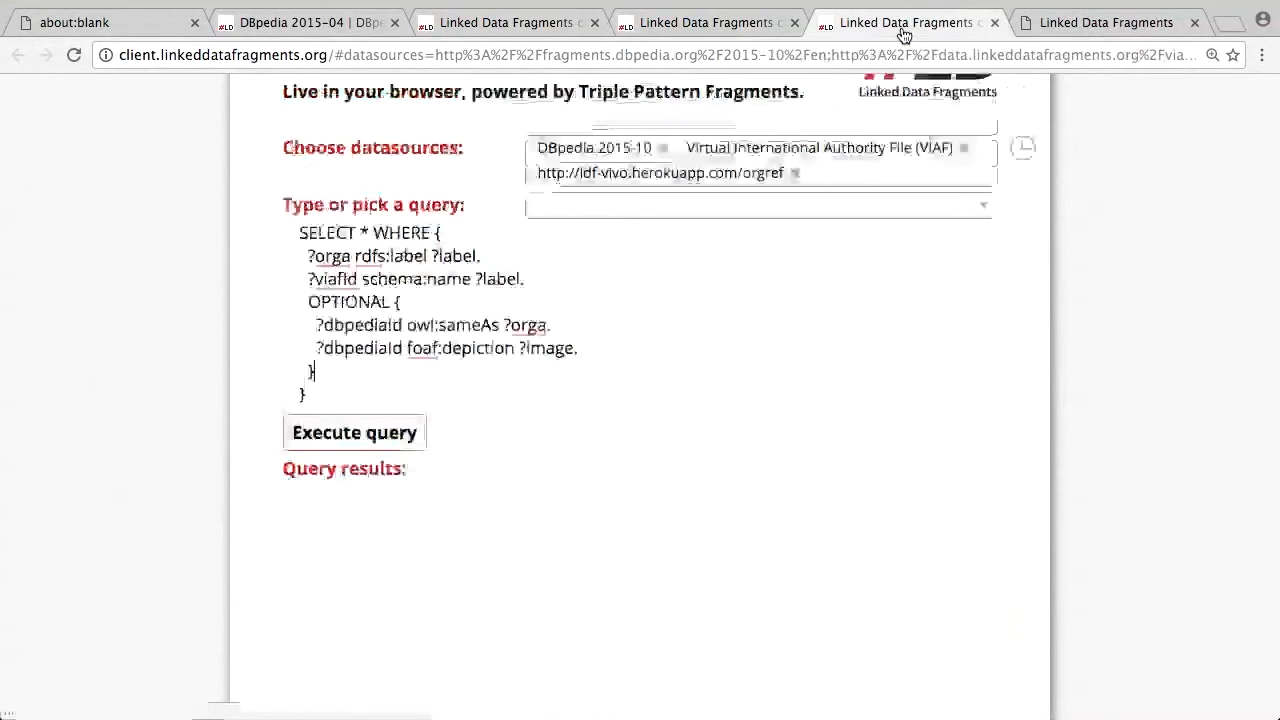 about:blank
DBpedia 2015-04 | DBpe
Linked Data Fragments c
Linked Data Fragments c
Linked Data Fragments c
Linked Data Fragments
client.linkeddatafragments.org/#datasources=http%3A%2F%2Ffragments.dbpedia.org%2F2015-10%2Fen;http%3A%2F%2Fdata.linkeddatafragments.org%2Fvia...
Live in your browser, powered by Triple Pattern Fragments.
Linked Data Fragments
Choose datasources:
DBpedia 2015-10
Virtual International Authority File (VIAF)
http://ldf-vivo.herokuapp.com/orgref
Type or pick a query:
SELECT * WHERE {
?orga rdfs:label ?label.
?viafId schema:name ?label.
OPTIONAL {
?dbpediaId owl:sameAs ?orga.
?dbpediaId foaf:depiction ?image.
}
}
Execute query
Query results: